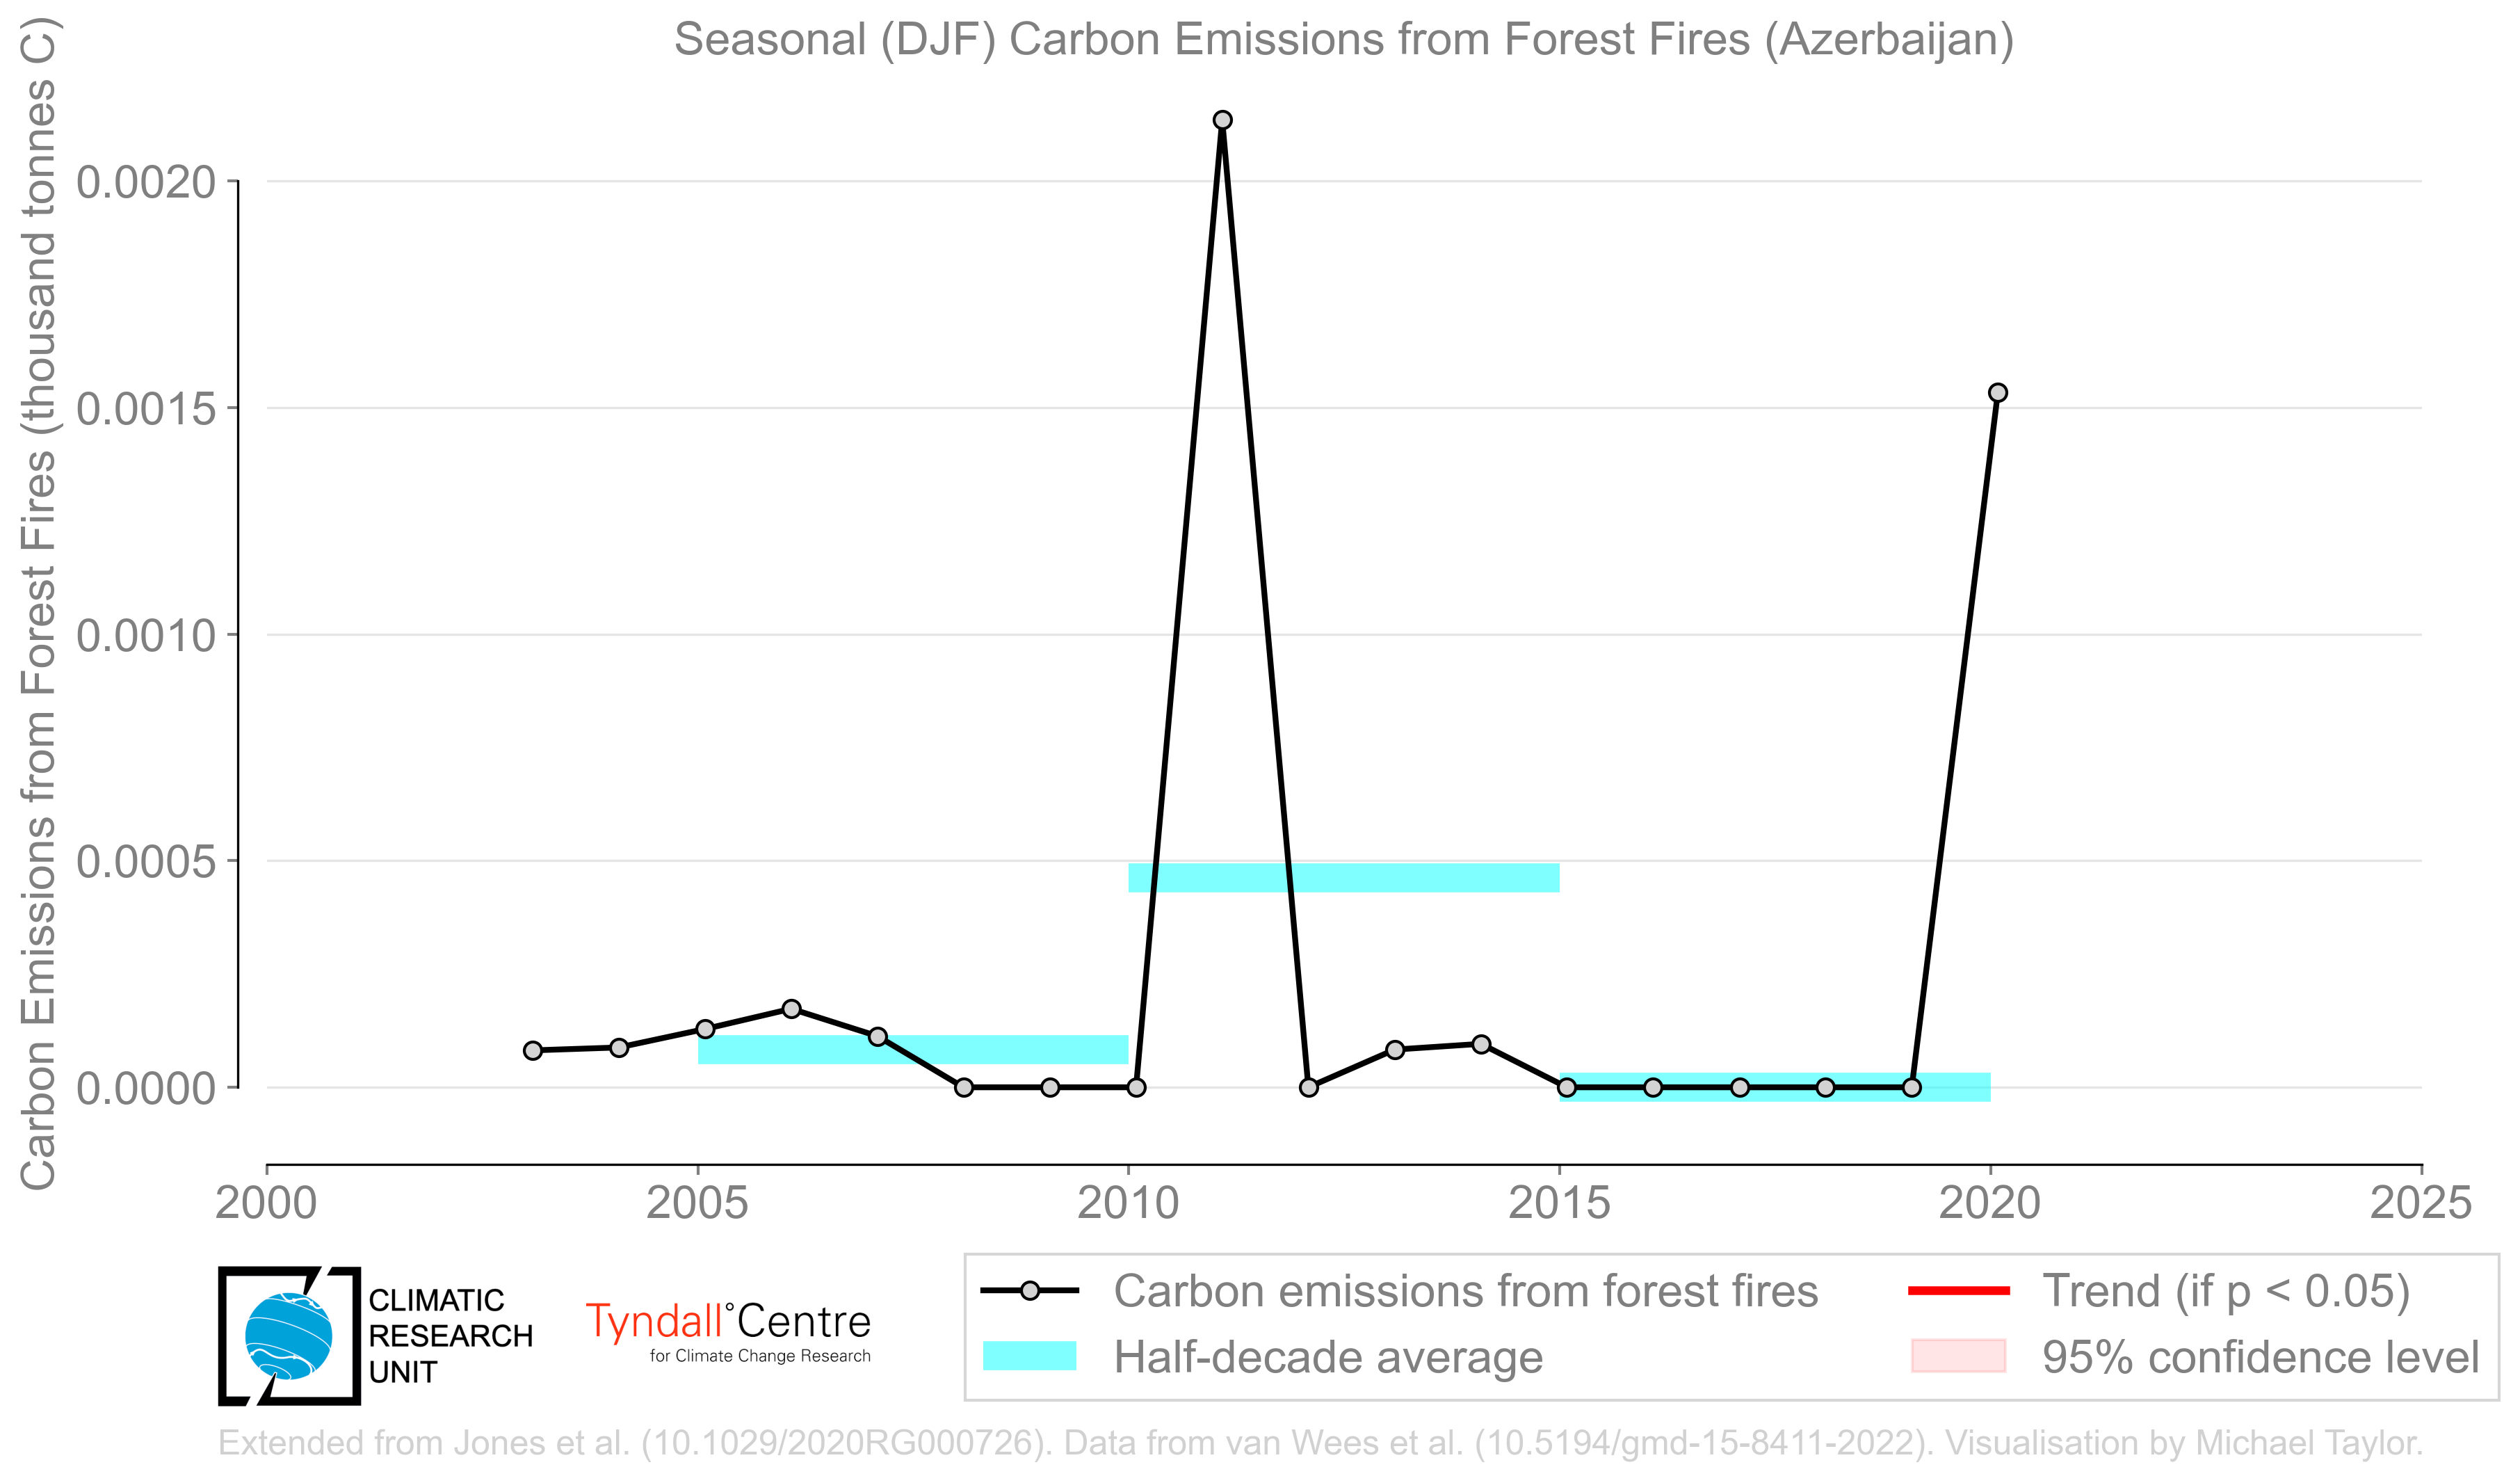 Seasonal (DJF) Carbon Emissions from Forest Fires (Azerbaijan)
Carbon Emissions from Forest Fires (thousand tonnes C)
0.0020
0.0015
0.0010
0.0005
0.0000
2000 2005 2010 2015 2020 2025
CLIMATIC
RESEARCH
UNIT
Tyndall°Centre
for Climate Change Research
Carbon emissions from forest fires
Half-decade average
Trend (if p < 0.05)
95% confidence level
Extended from Jones et al. (10.1029/2020RG000726). Data from van Wees et al. (10.5194/gmd-15-8411-2022). Visualisation by Michael Taylor.